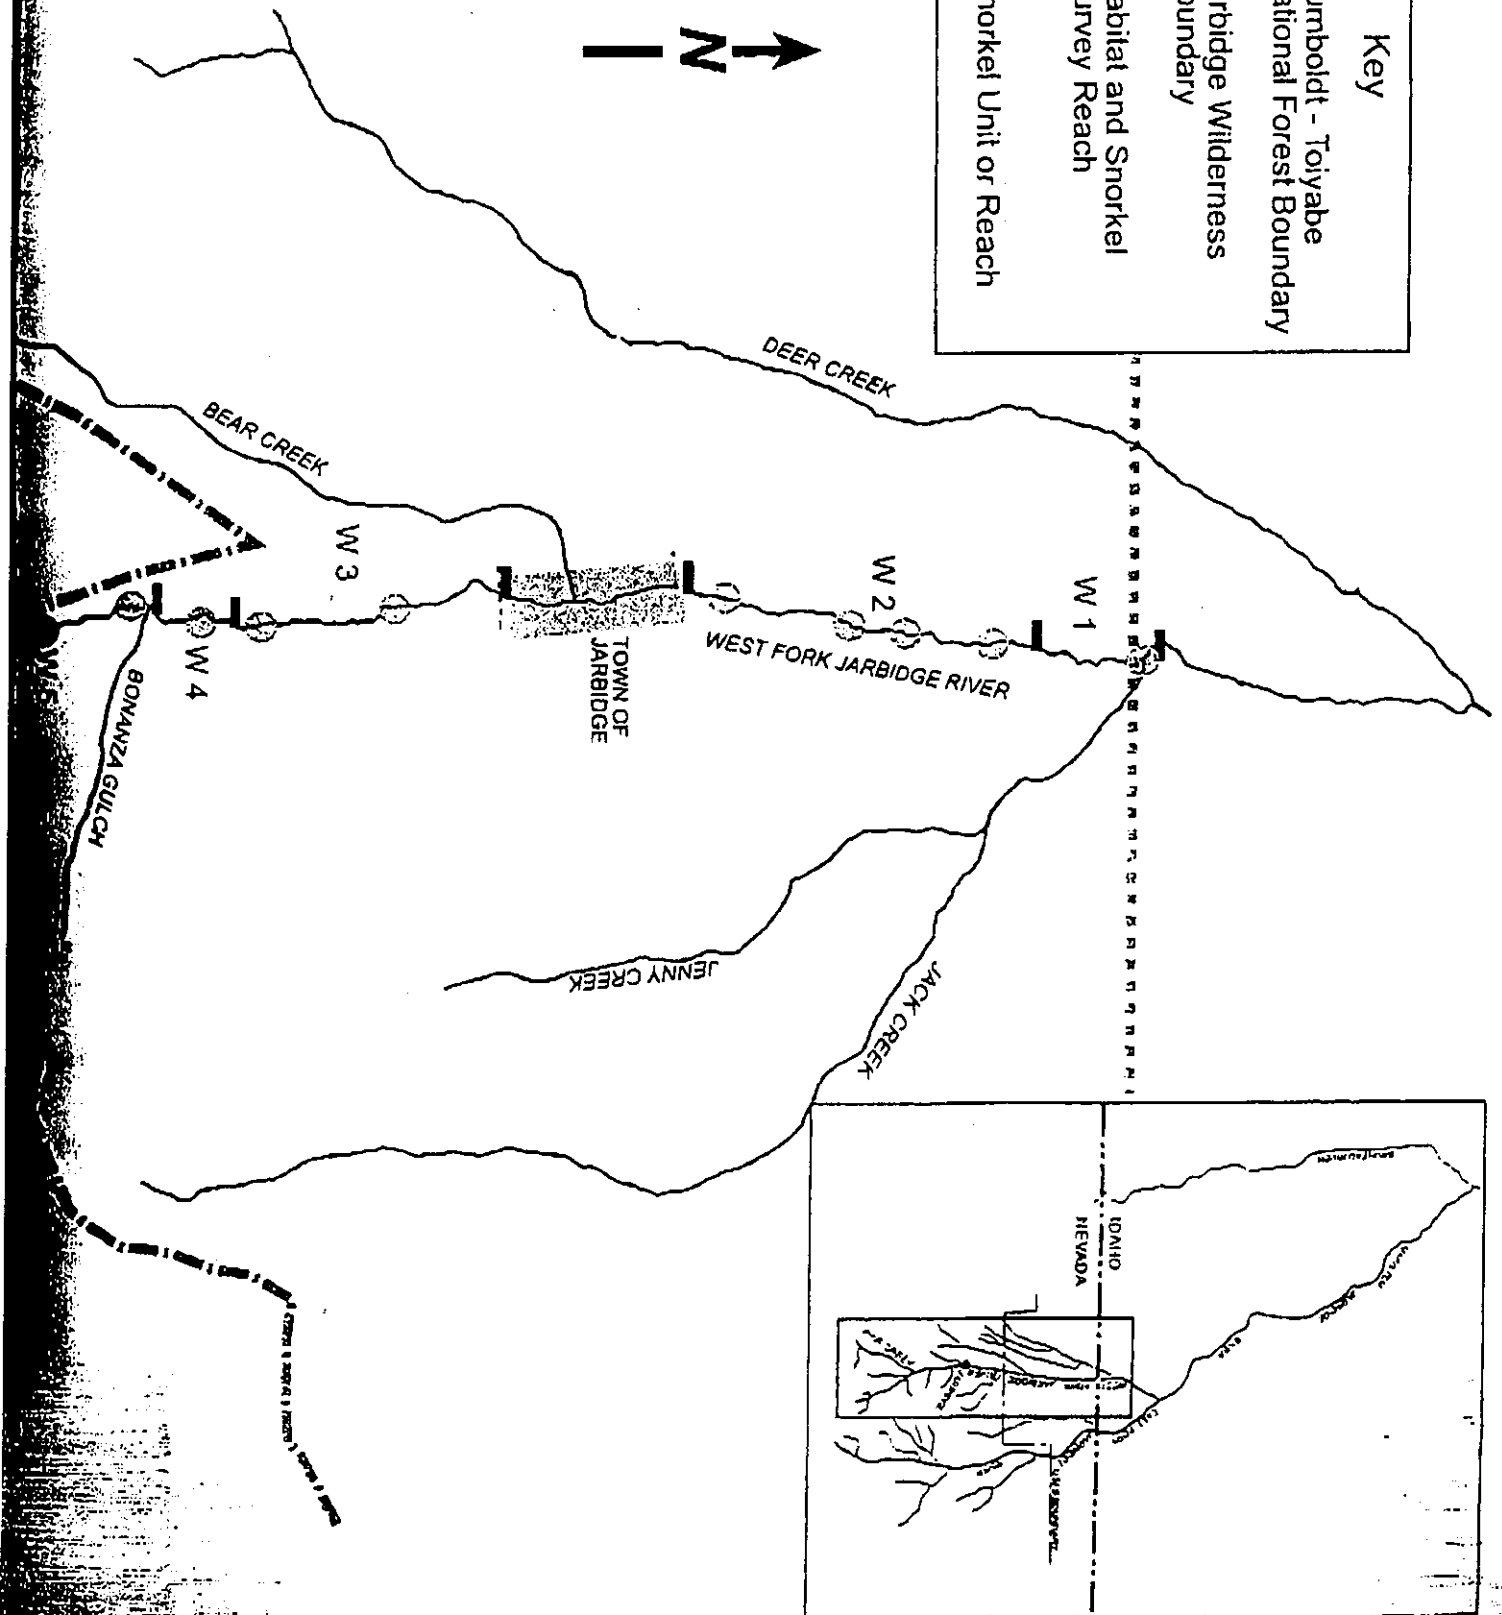 Key
umboldt - Toiyabe
ational Forest Boundary
rbidge Wilderness
oundary
abitat and Snorkel
urvey Reach
norkel Unit or Reach
N
DEER CREEK
BEAR CREEK
W 3
W 2
W 1
WEST FORK JARBIDGE RIVER
TOWN OF
JARBIDGE
W 4
W 5
BONANZA GULCH
JENNY CREEK
JACK CREEK
IDAHO
NEVADA
RIVER